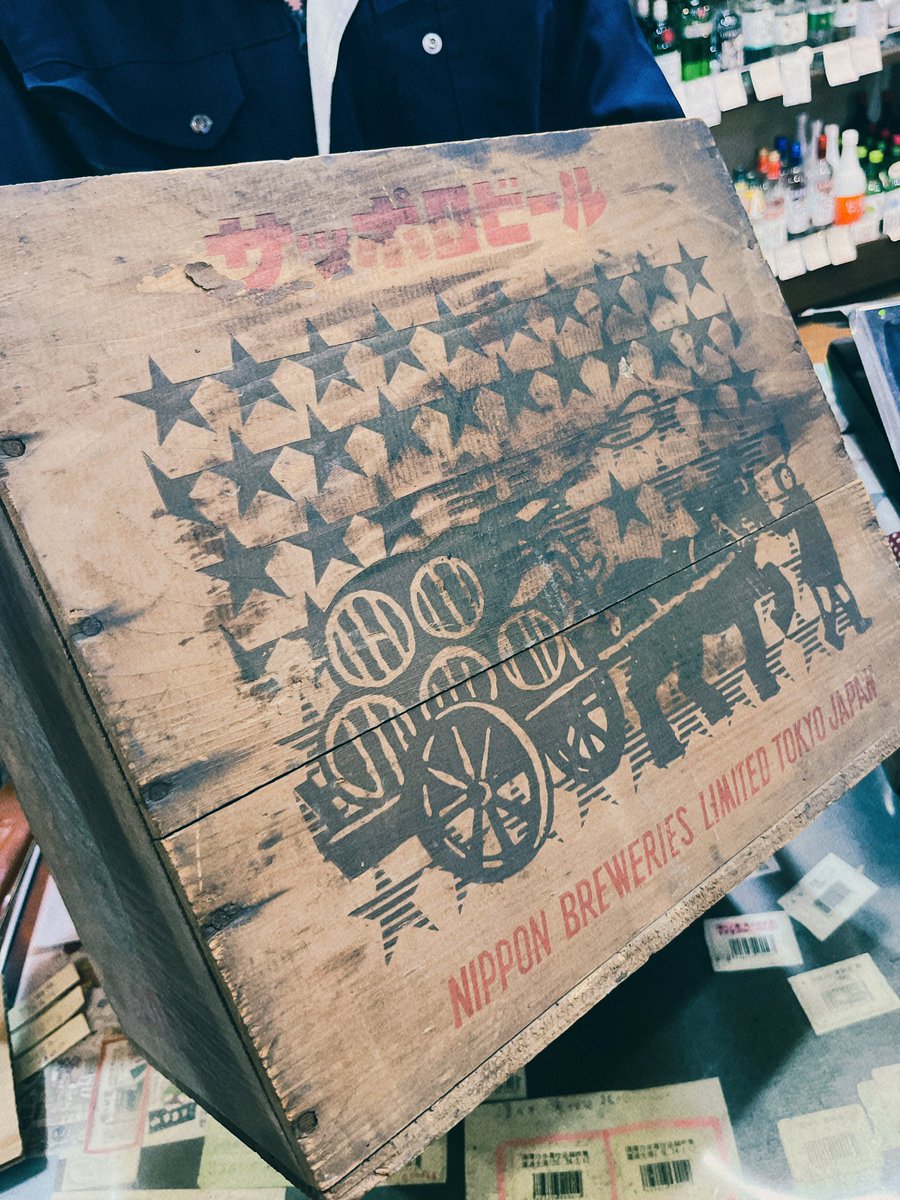 サッポロビール
NIPPON BREWERIES LIMITED TOKYO JAPAN